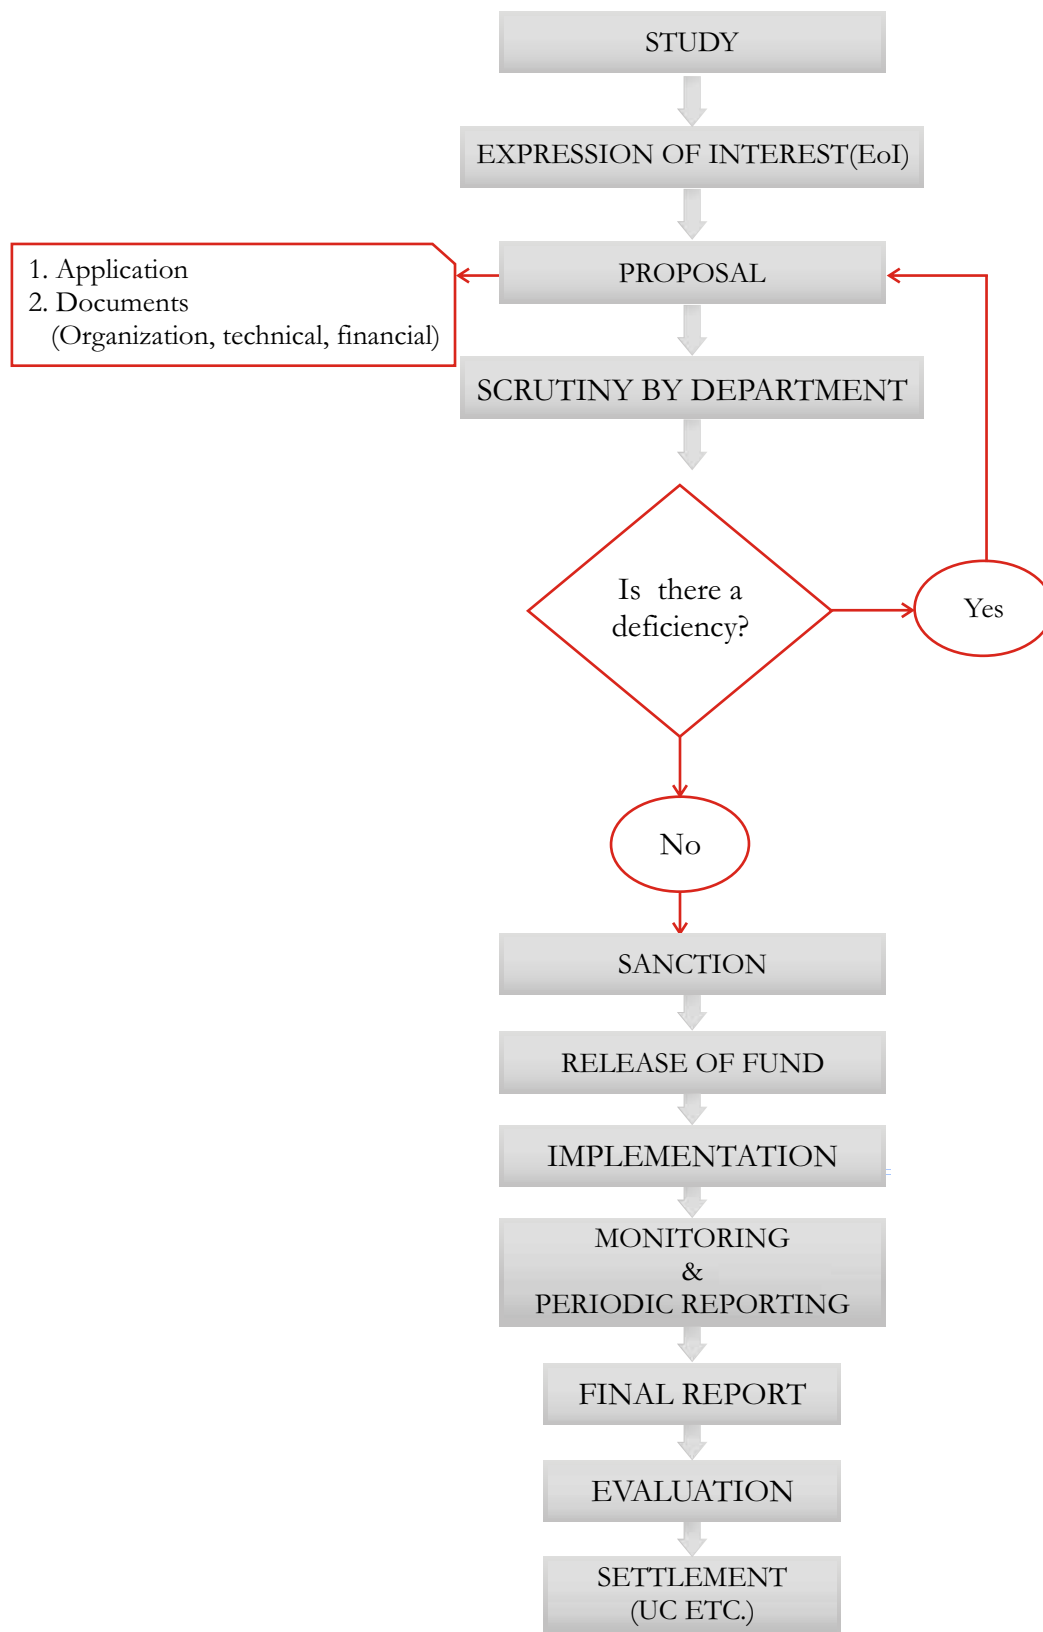 STUDY
EXPRESSION OF INTEREST(EoI)
1. Application
2. Documents
(Organization, technical, financial)
PROPOSAL
SCRUTINY BY DEPARTMENT
Is there a
deficiency?
Yes
No
SANCTION
RELEASE OF FUND
IMPLEMENTATION
MONITORING
&
PERIODIC REPORTING
FINAL REPORT
EVALUATION
SETTLEMENT
(UC ETC.)